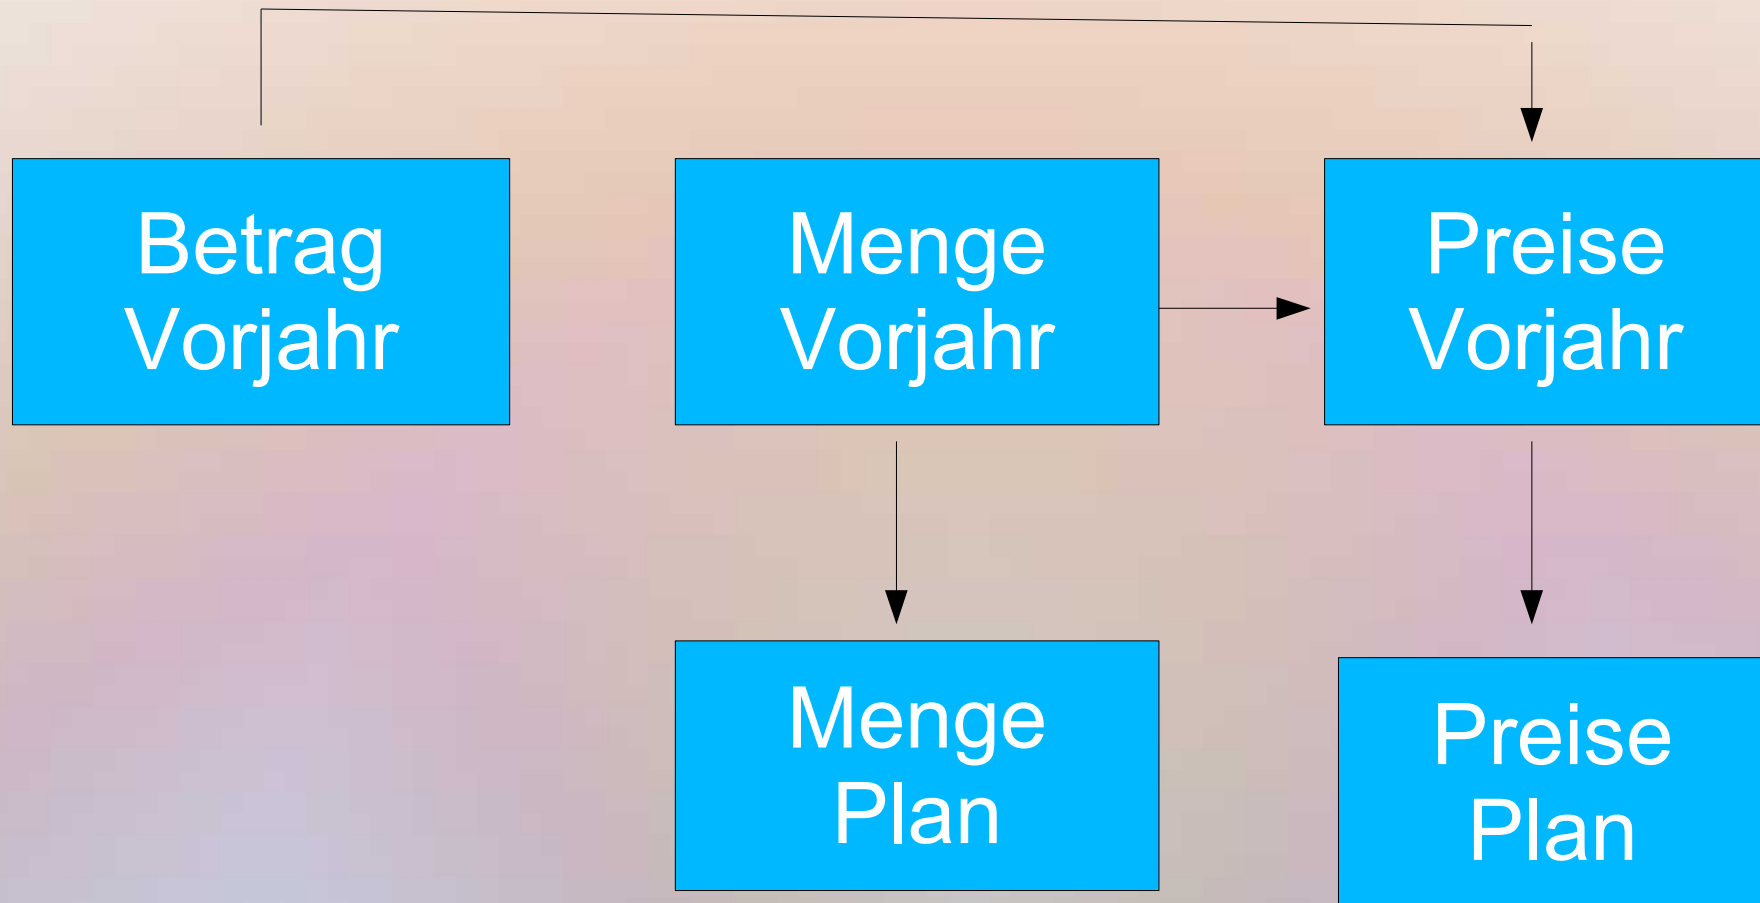 Betrag
Vorjahr
Menge
Vorjahr
Preise
Vorjahr
Menge
Plan
Preise
Plan